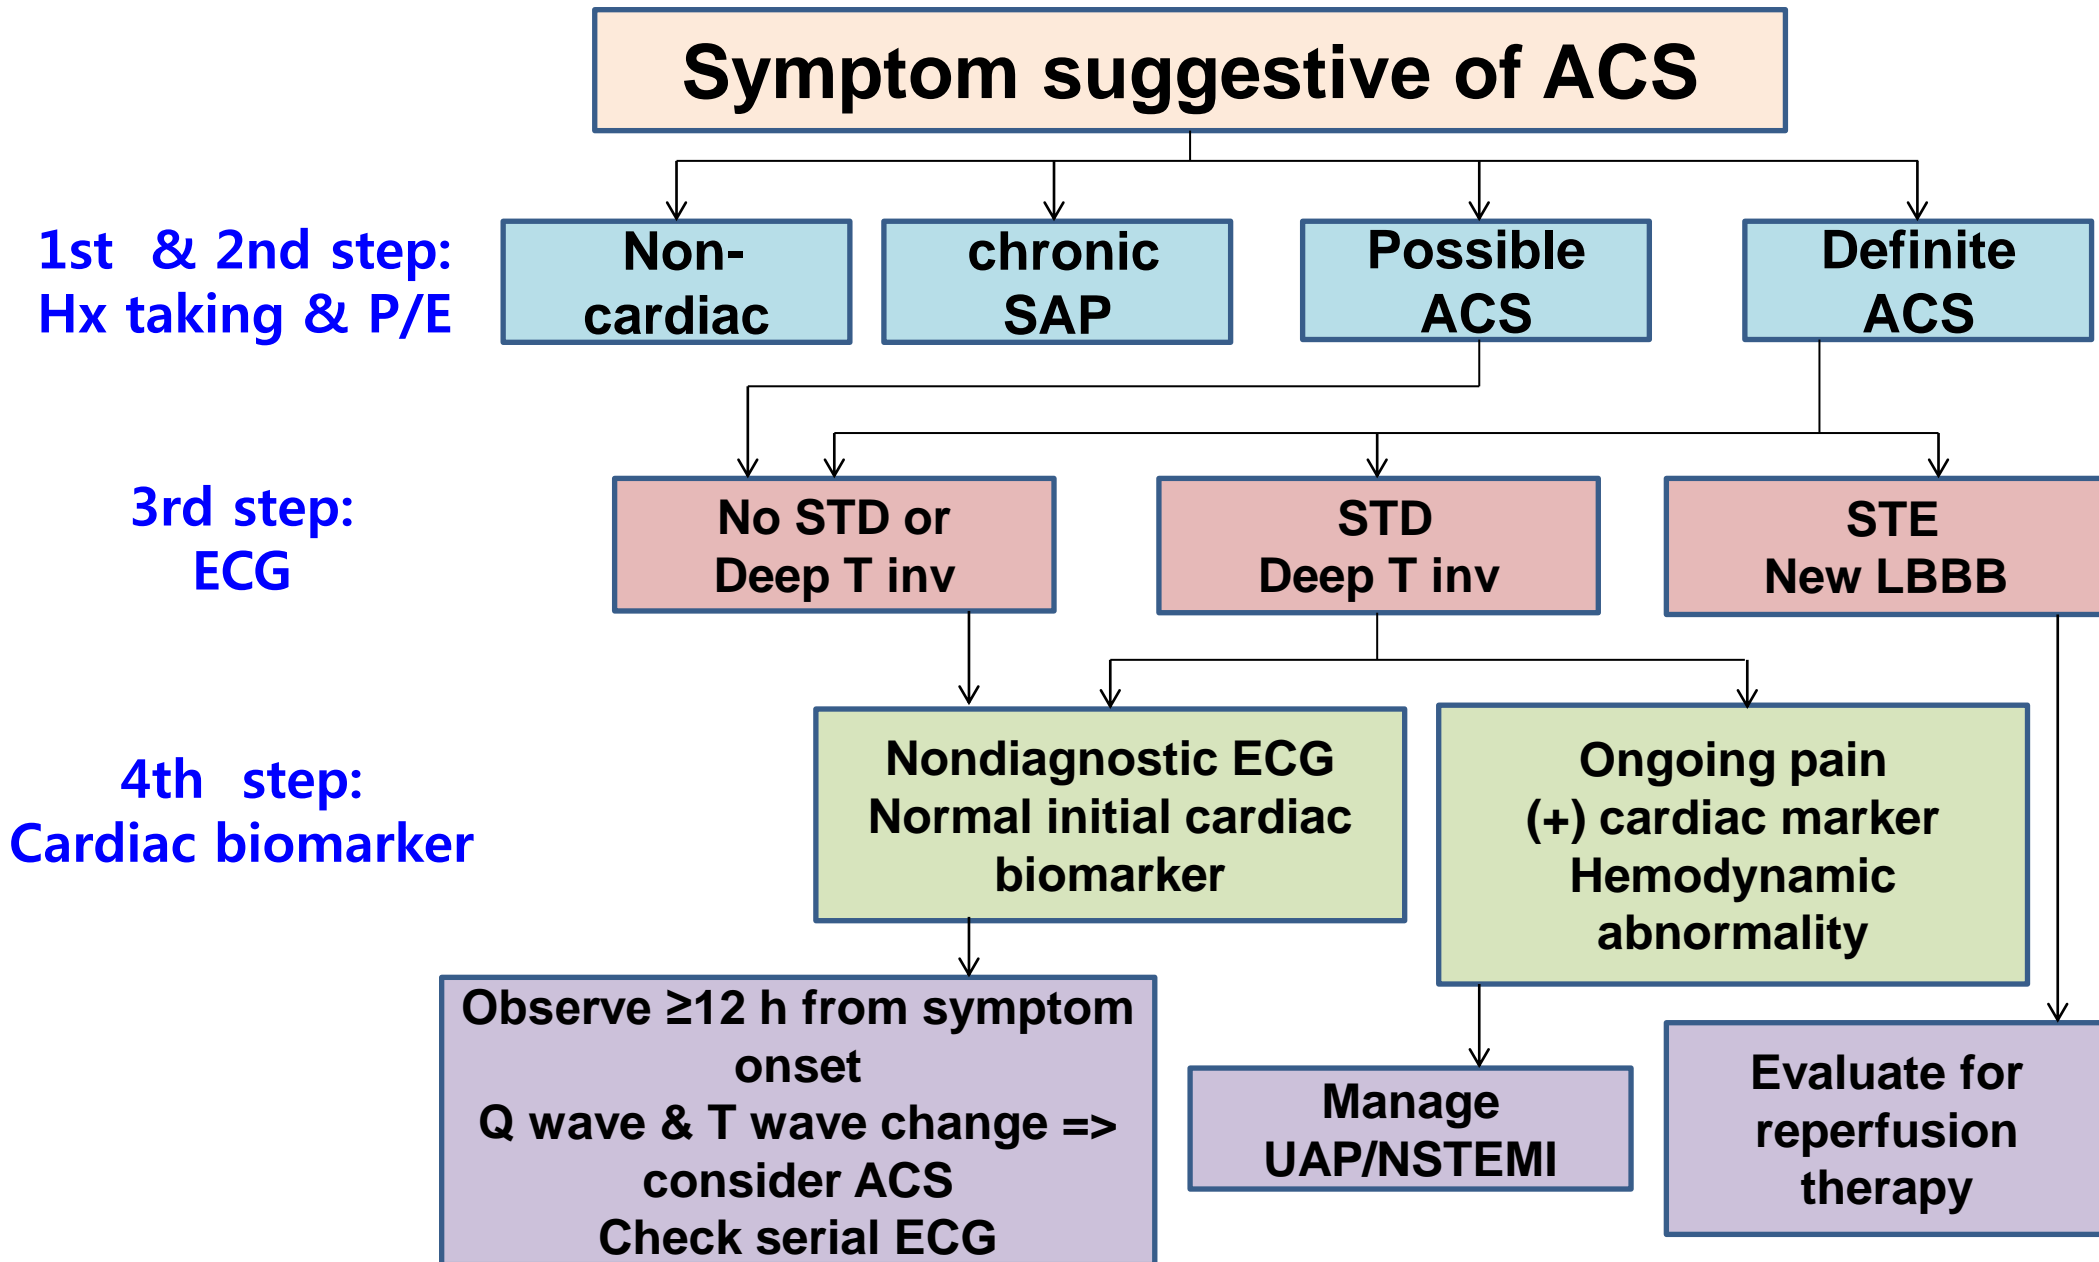 Symptom suggestive of ACS
1st & 2nd step:
Hx taking & P/E
Non-
cardiac
chronic
SAP
Possible
ACS
Definite
ACS
3rd step:
ECG
No STD or
Deep T inv
STD
Deep T inv
STE
New LBBB
4th step:
Cardiac biomarker
Nondiagnostic ECG
Normal initial cardiac
biomarker
Ongoing pain
(+) cardiac marker
Hemodynamic
abnormality
Observe ≥12 h from symptom
onset
Q wave & T wave change =>
consider ACS
Check serial ECG
Manage
UAP/NSTEMI
Evaluate for
reperfusion
therapy